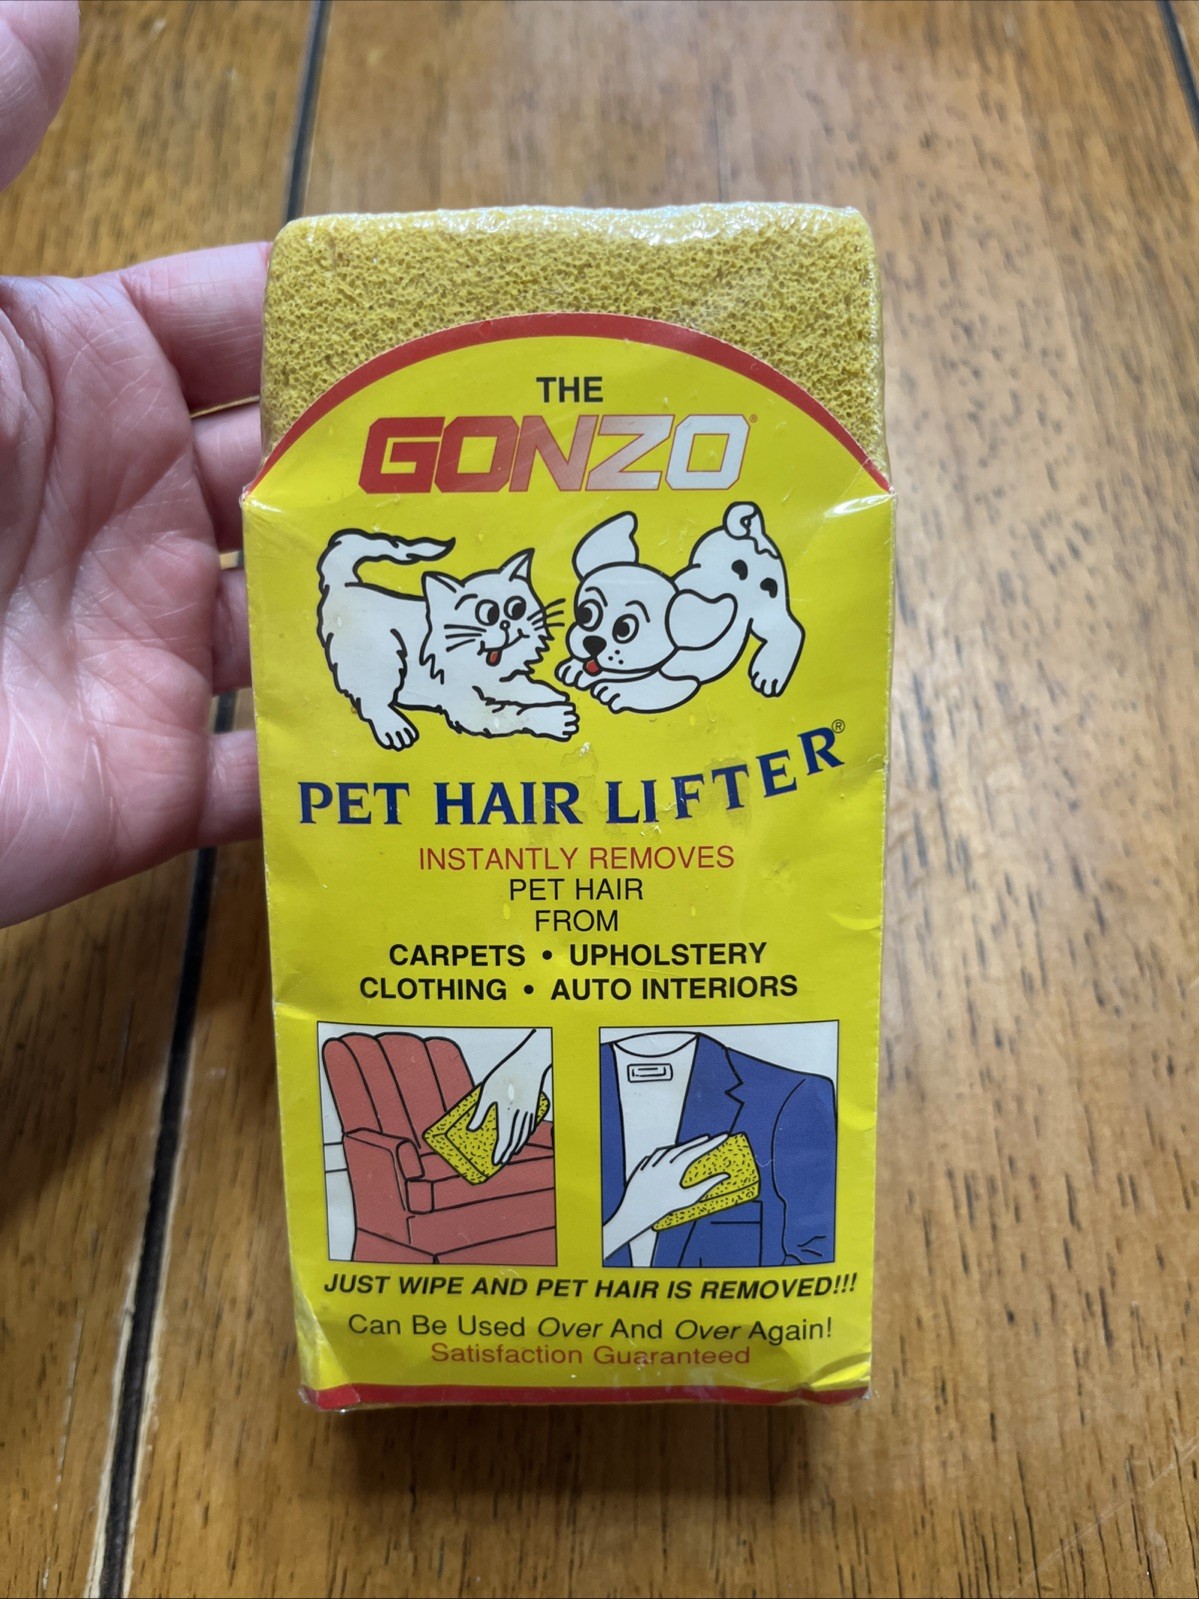 THE
GONZO®
PET HAIR LIFTER®
INSTANTLY REMOVES
PET HAIR
FROM
CARPETS • UPHOLSTERY
CLOTHING • AUTO INTERIORS
JUST WIPE AND PET HAIR IS REMOVED!!!
Can Be Used Over And Over Again!
Satisfaction Guaranteed